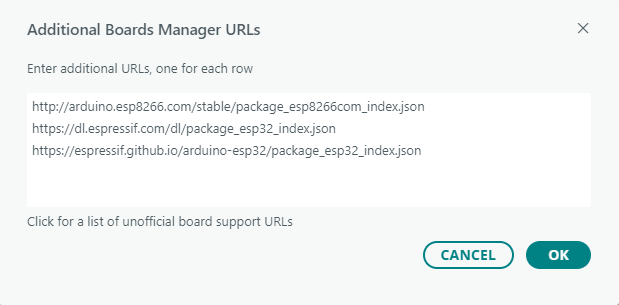 Additional Boards Manager URLs
Enter additional URLs, one for each row
http://arduino.esp8266.com/stable/package_esp8266com_index.json
https://dl.espressif.com/dl/package_esp32_index.json
https://espressif.github.io/arduino-esp32/package_esp32_index.json
Click for a list of unofficial board support URLs
CANCEL OK